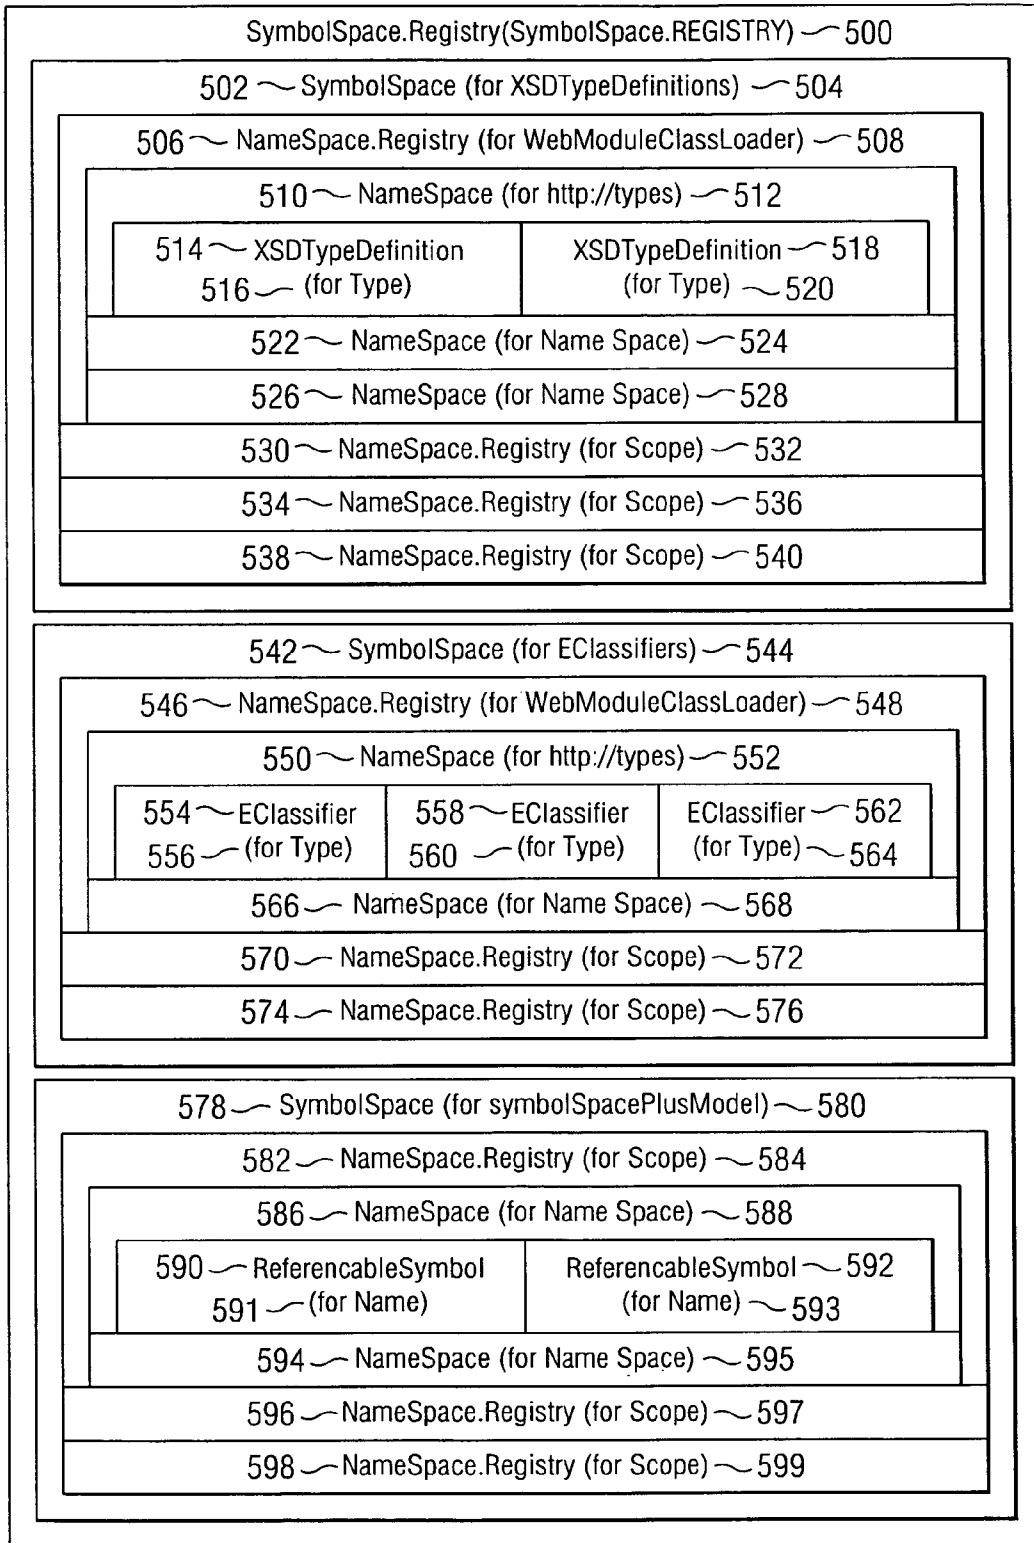 SymbolSpace.Registry(SymbolSpace.REGISTRY) 500
502 SymbolSpace (for XSDTypeDefinitions) 504
506 NameSpace.Registry (for WebModuleClassLoader) 508
510 NameSpace (for http://types) 512
514 XSDTypeDefinition
516 (for Type)
XSDTypeDefinition 518
(for Type) 520
522 NameSpace (for Name Space) 524
526 NameSpace (for Name Space) 528
530 NameSpace.Registry (for Scope) 532
534 NameSpace.Registry (for Scope) 536
538 NameSpace.Registry (for Scope) 540
542 SymbolSpace (for EClassifiers) 544
546 NameSpace.Registry (for WebModuleClassLoader) 548
550 NameSpace (for http://types) 552
554 EClassifier
556 (for Type)
558 EClassifier
560 (for Type)
EClassifier 562
(for Type) 564
566 NameSpace (for Name Space) 568
570 NameSpace.Registry (for Scope) 572
574 NameSpace.Registry (for Scope) 576
578 SymbolSpace (for symbolSpacePlusModel) 580
582 NameSpace.Registry (for Scope) 584
586 NameSpace (for Name Space) 588
590 ReferencableSymbol
591 (for Name)
ReferencableSymbol 592
(for Name) 593
594 NameSpace (for Name Space) 595
596 NameSpace.Registry (for Scope) 597
598 NameSpace.Registry (for Scope) 599